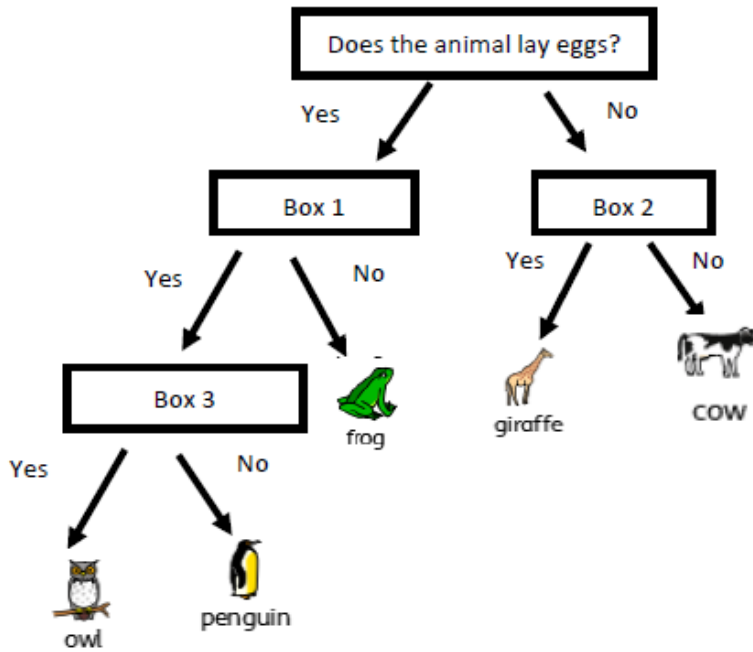 Does the animal lay eggs?
Yes
No
Box 1
Box 2
Yes
No
Yes
No
Box 3
frog
giraffe
cow
Yes
No
owl
penguin